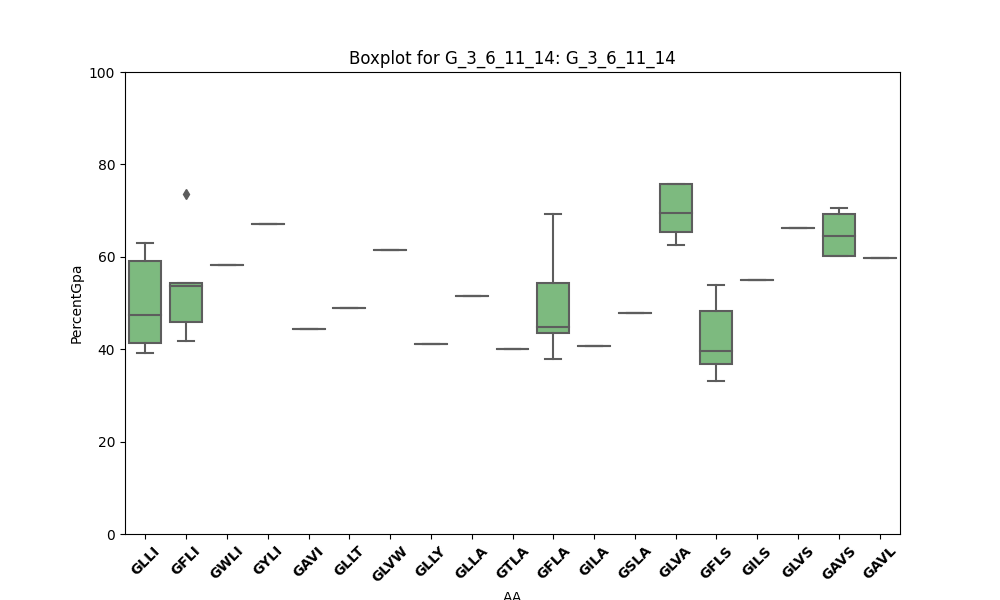 Boxplot for G_3_6_11_14: G_3_6_11_14
100
80
60
40
20
0
PercentGpa
GLLI
GFLI
GWLI
GYLI
GAVI
GLLT
GLVW
GLLY
GLLA
GTLA
GFLA
GILA
GSLA
GLVA
GFLS
GILS
GLVS
GAVS
GAVL
AA